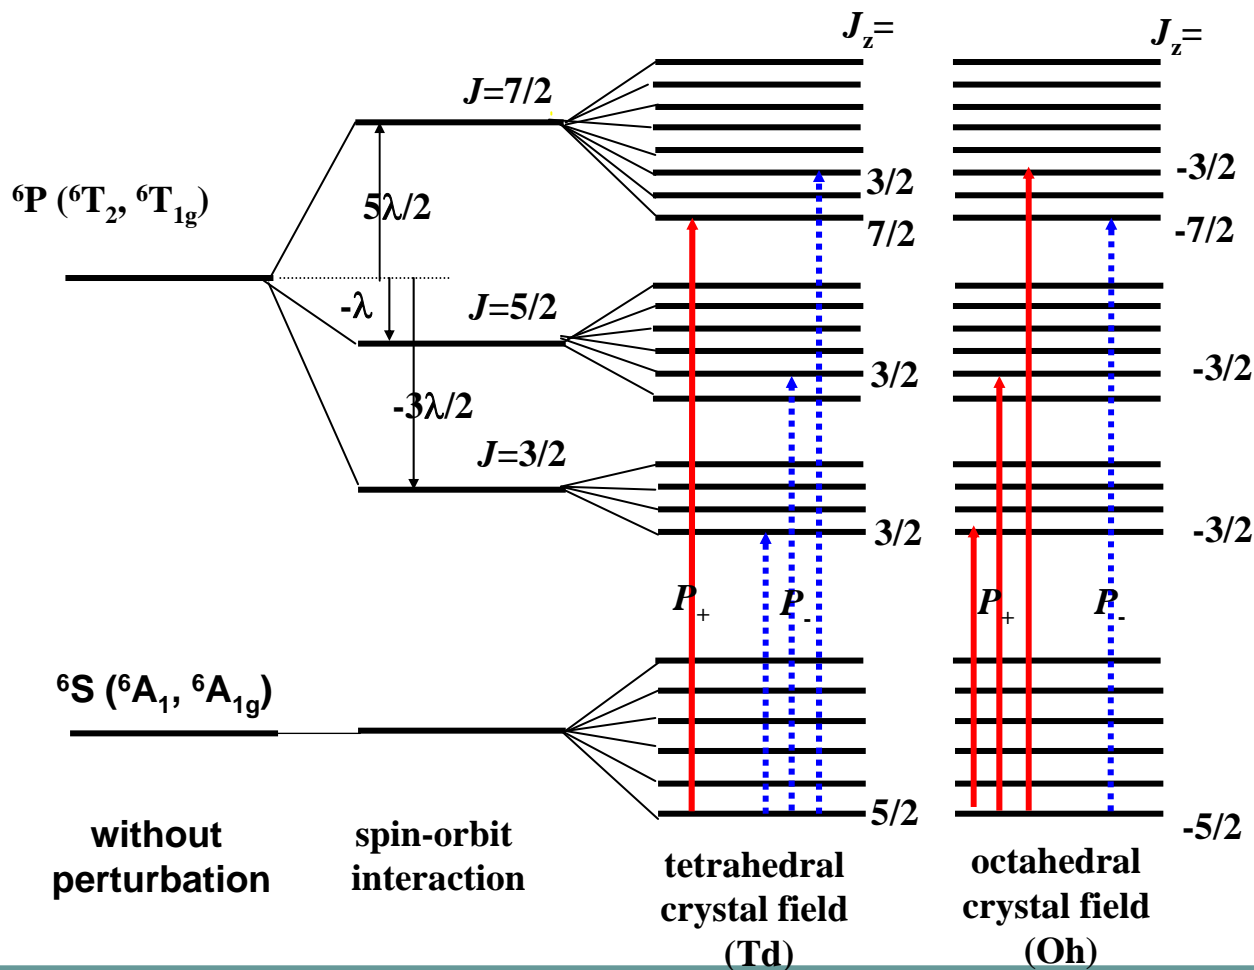 J_z=
J_z=
J=7/2
⁶P (⁶T₂, ⁶T₁g)
5λ/2
3/2
-3/2
7/2
-7/2
-λ
J=5/2
3/2
-3/2
-3λ/2
J=3/2
3/2
-3/2
P₊
P₋
P₊
P₋
⁶S (⁶A₁, ⁶A₁g)
5/2
-5/2
without
perturbation
spin-orbit
interaction
tetrahedral
crystal field
(Td)
octahedral
crystal field
(Oh)